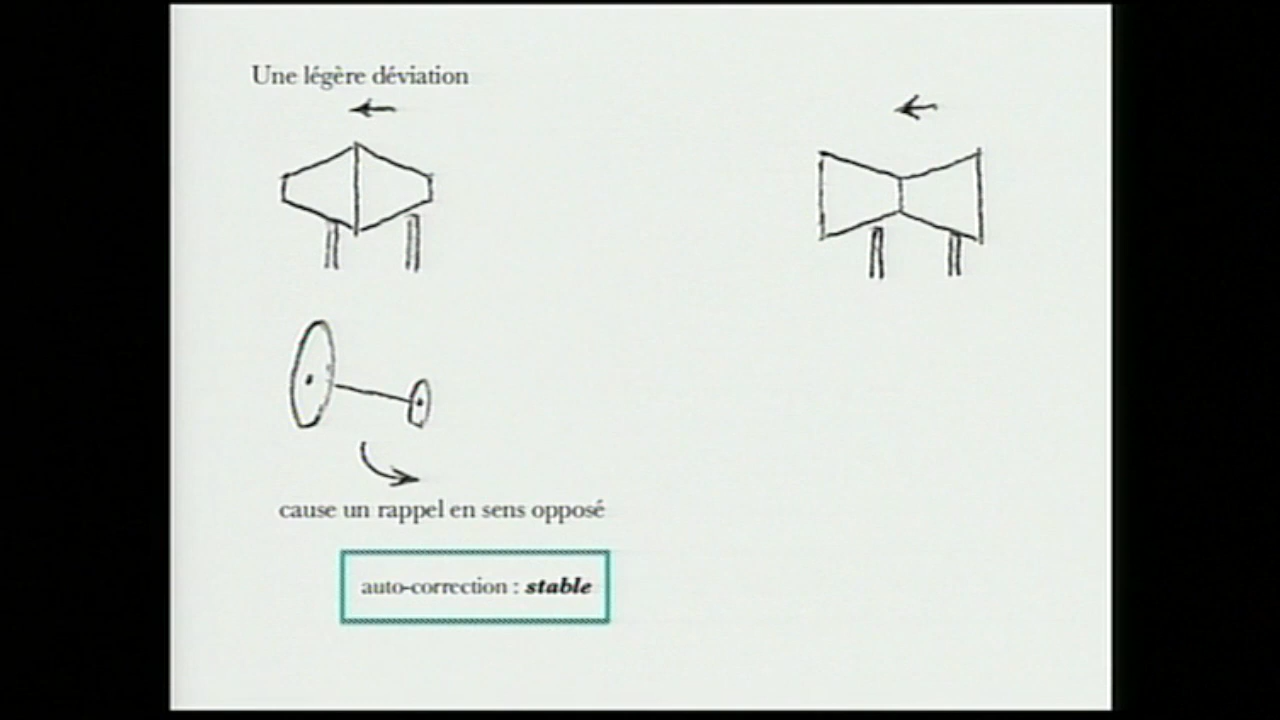 Une légère déviation
cause un rappel en sens opposé
auto-correction : stable